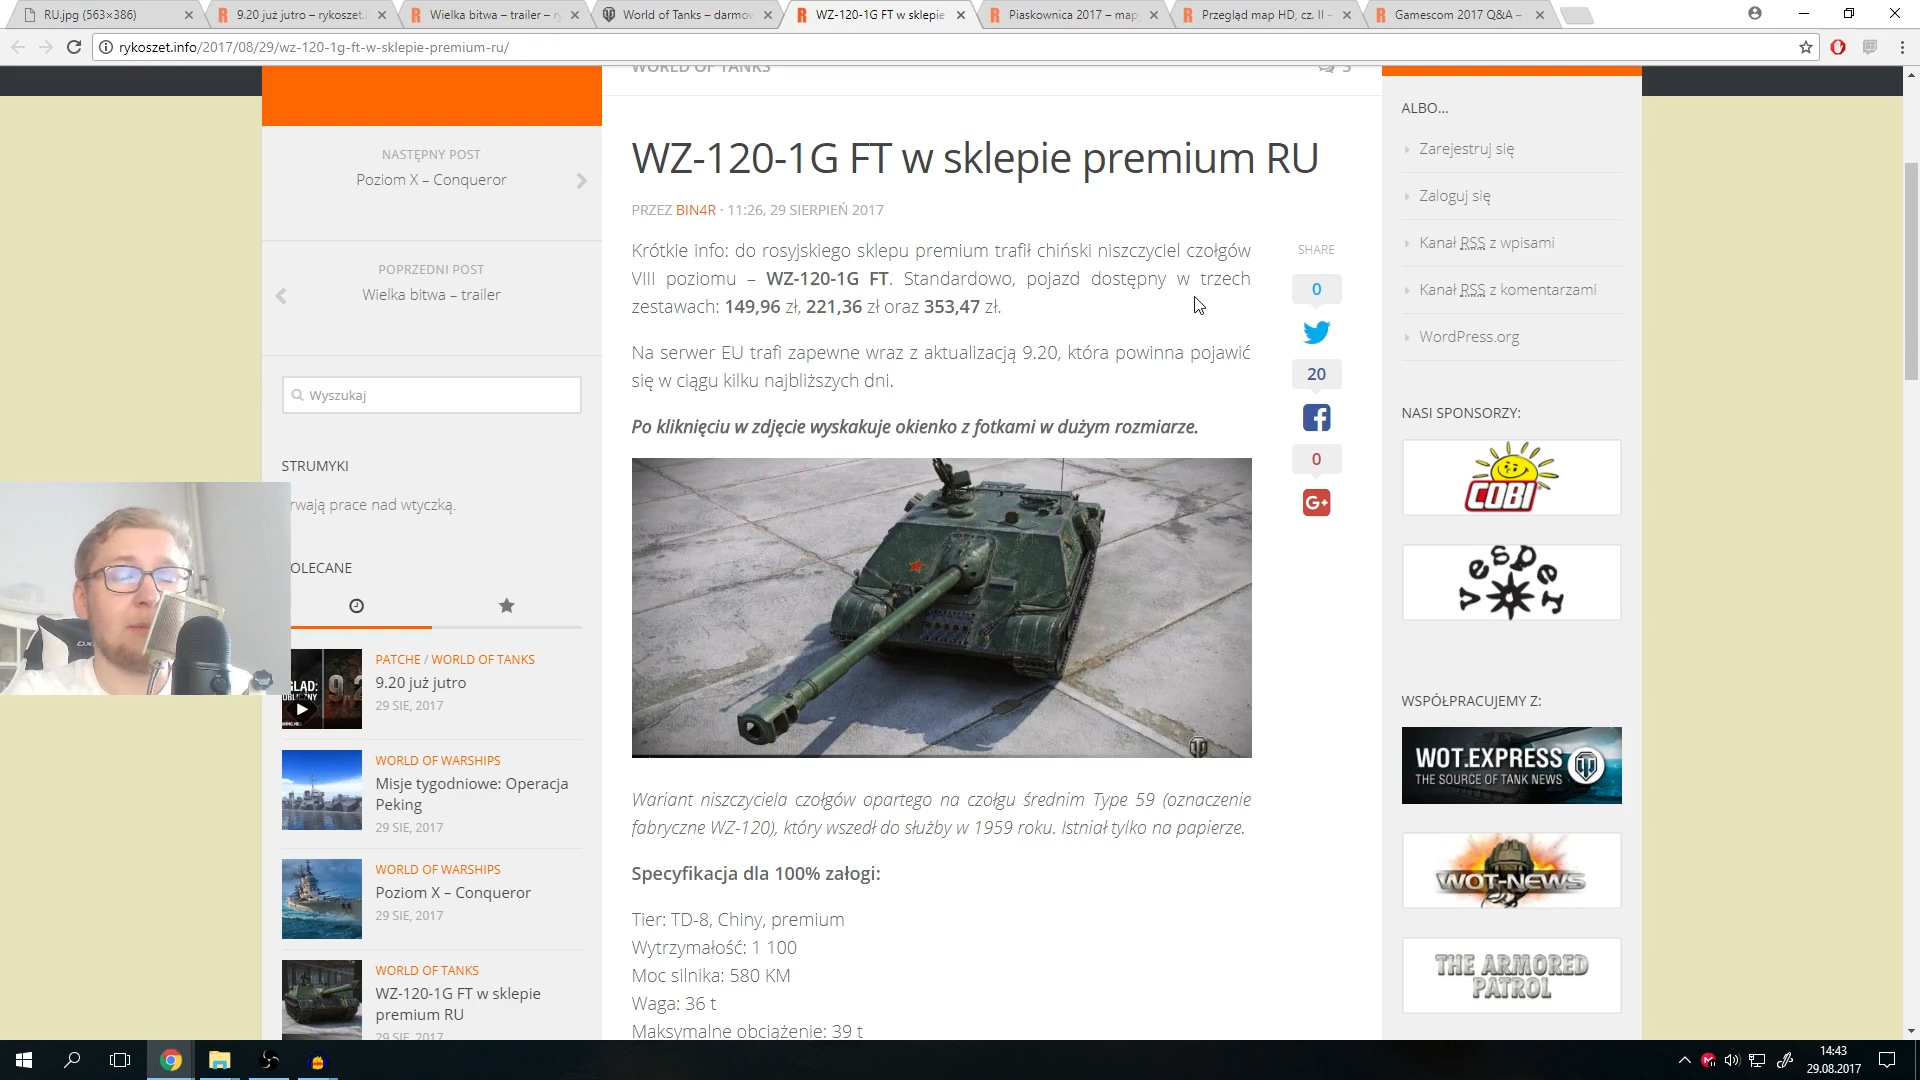 RU.jpg (563×386)
9.20 już jutro – rykoszet.in
Wielka bitwa – trailer – ry
World of Tanks – darmow
WZ-120-1G FT w sklepie
Piaskownica 2017 – map
Przegląd map HD, cz. II –
Gamescom 2017 Q&A –
rykoszet.info/2017/08/29/wz-120-1g-ft-w-sklepie-premium-ru/
WORLD OF TANKS
3
NASTĘPNY POST
Poziom X – Conqueror
POPRZEDNI POST
Wielka bitwa – trailer
Wyszukaj
STRUMYKI
rwają prace nad wtyczką.
OLECANE
PATCHE / WORLD OF TANKS
9.20 już jutro
29 SIE, 2017
WORLD OF WARSHIPS
Misje tygodniowe: Operacja
Peking
29 SIE, 2017
WORLD OF WARSHIPS
Poziom X – Conqueror
29 SIE, 2017
WORLD OF TANKS
WZ-120-1G FT w sklepie
premium RU
29 SIE, 2017
WZ-120-1G FT w sklepie premium RU
PRZEZ BIN4R · 11:26, 29 SIERPIEŃ 2017
Krótkie info: do rosyjskiego sklepu premium trafił chiński niszczyciel czołgów
VIII poziomu – WZ-120-1G FT. Standardowo, pojazd dostępny w trzech
zestawach: 149,96 zł, 221,36 zł oraz 353,47 zł.
Na serwer EU trafi zapewne wraz z aktualizacją 9.20, która powinna pojawić
się w ciągu kilku najbliższych dni.
Po kliknięciu w zdjęcie wyskakuje okienko z fotkami w dużym rozmiarze.
Wariant niszczyciela czołgów opartego na czołgu średnim Type 59 (oznaczenie
fabryczne WZ-120), który wszedł do służby w 1959 roku. Istniał tylko na papierze.
Specyfikacja dla 100% załogi:
Tier: TD-8, Chiny, premium
Wytrzymałość: 1 100
Moc silnika: 580 KM
Waga: 36 t
Maksymalne obciążenie: 39 t
SHARE
0
20
0
G+
ALBO...
Zarejestruj się
Zaloguj się
Kanał RSS z wpisami
Kanał RSS z komentarzami
WordPress.org
NASI SPONSORZY:
COBI
Vesper
WSPÓŁPRACUJEMY Z:
WOT.EXPRESS
THE SOURCE OF TANK NEWS
WOT-NEWS
THE ARMORED
PATROL
14:43
29.08.2017